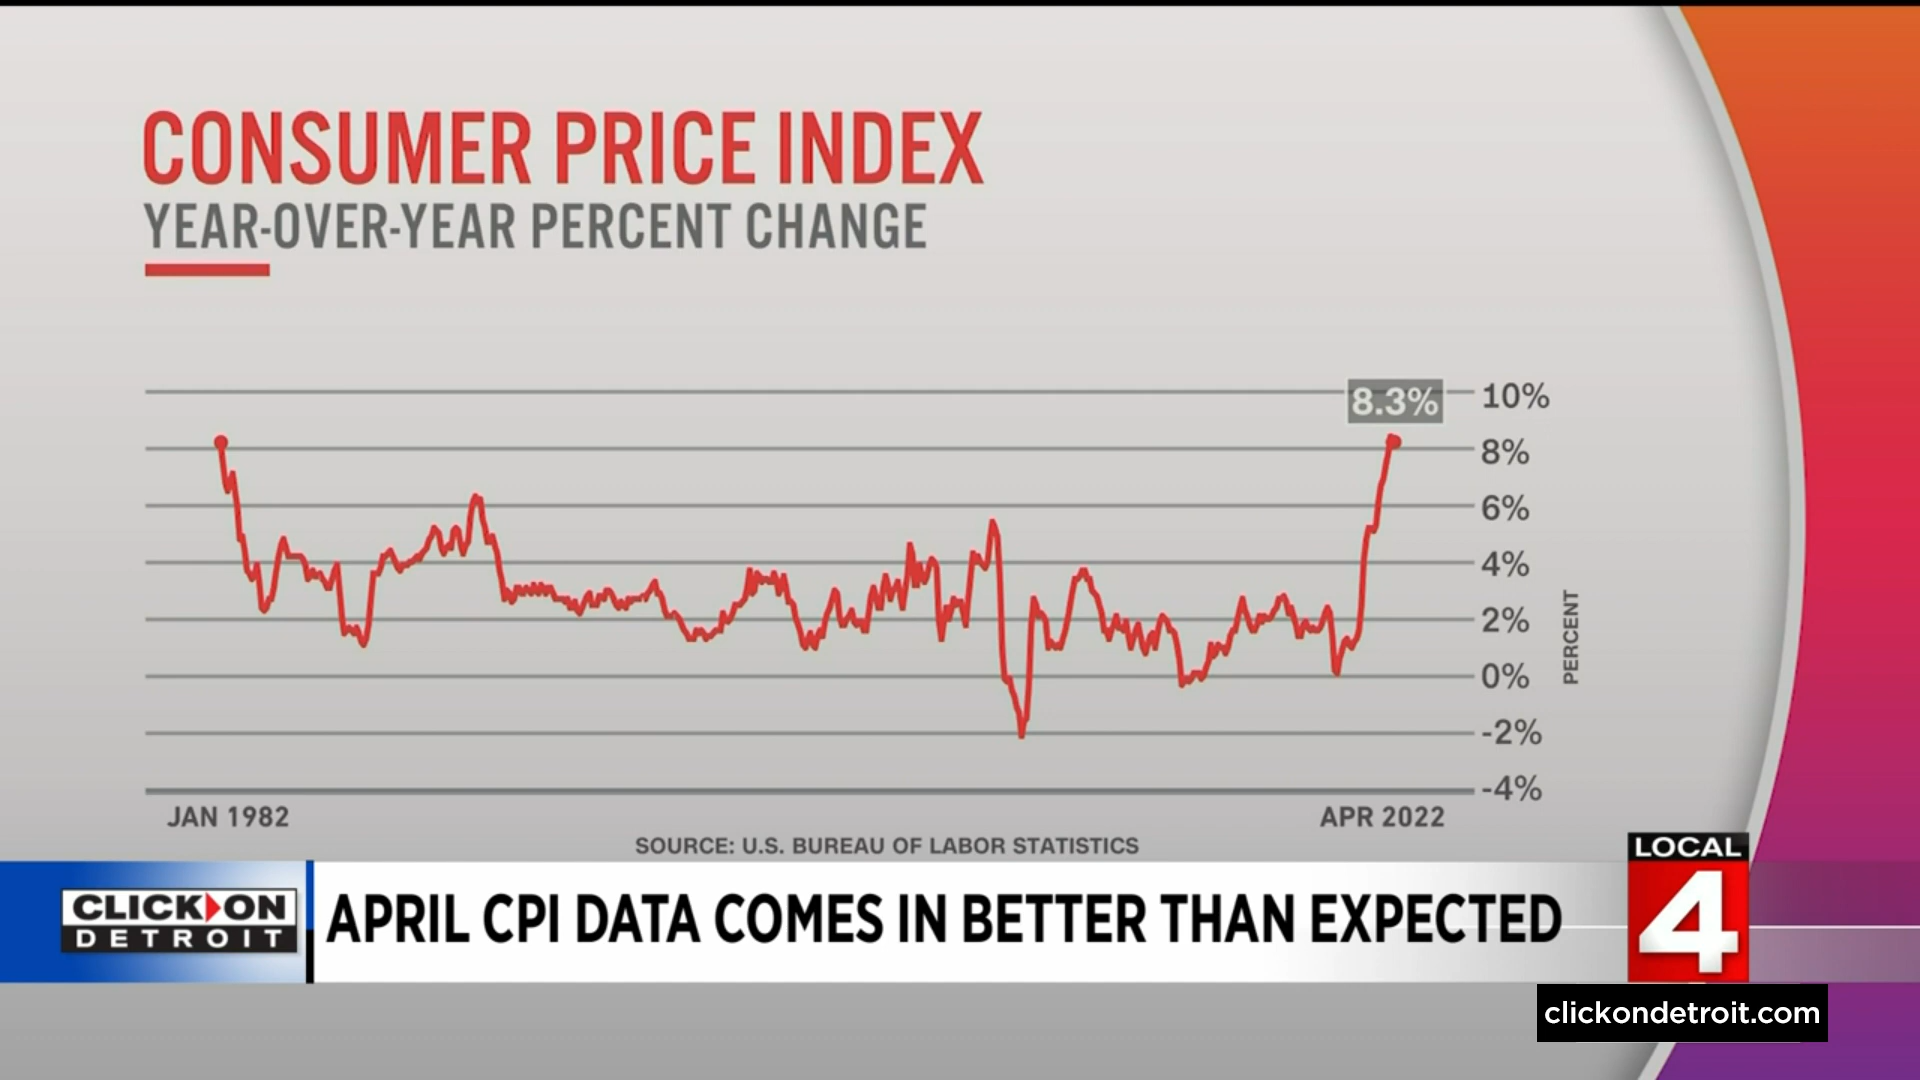 CONSUMER PRICE INDEX
YEAR-OVER-YEAR PERCENT CHANGE
8.3%
10%
8%
6%
4%
2%
0%
-2%
-4%
PERCENT
JAN 1982
APR 2022
SOURCE: U.S. BUREAU OF LABOR STATISTICS
CLICK ON
DETROIT
APRIL CPI DATA COMES IN BETTER THAN EXPECTED
LOCAL
4
clickondetroit.com